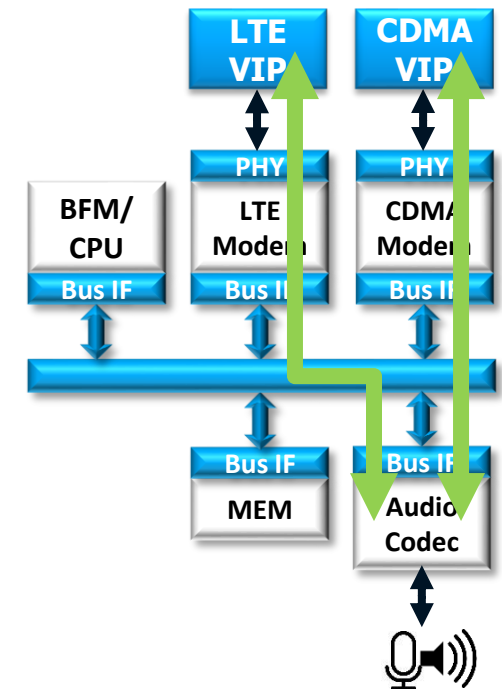 LTE
VIP
CDMA
VIP
PHY
PHY
BFM/
CPU
LTE
Modem
CDMA
Modem
Bus IF
Bus IF
Bus IF
Bus IF
Bus IF
MEM
Audio
Codec